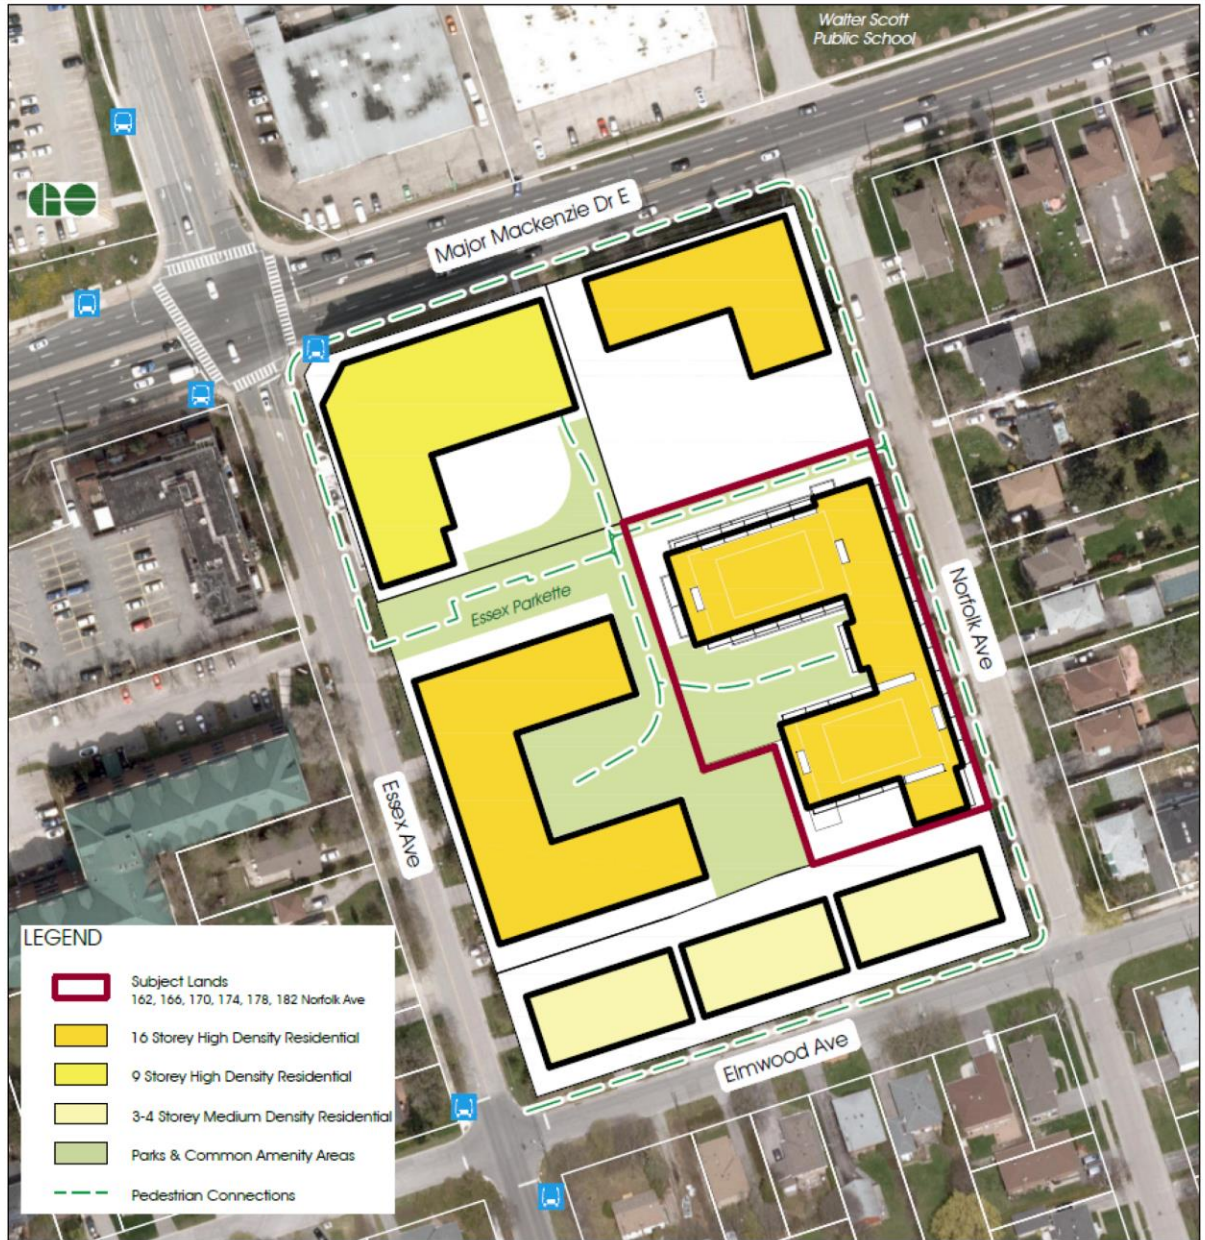 Walter Scott
Public School
GO
Major Mackenzie Dr E
Essex Parkette
Norfolk Ave
Essex Ave
Elmwood Ave
LEGEND
Subject Lands
162, 166, 170, 174, 178, 182 Norfolk Ave
16 Storey High Density Residential
9 Storey High Density Residential
3-4 Storey Medium Density Residential
Parks & Common Amenity Areas
Pedestrian Connections